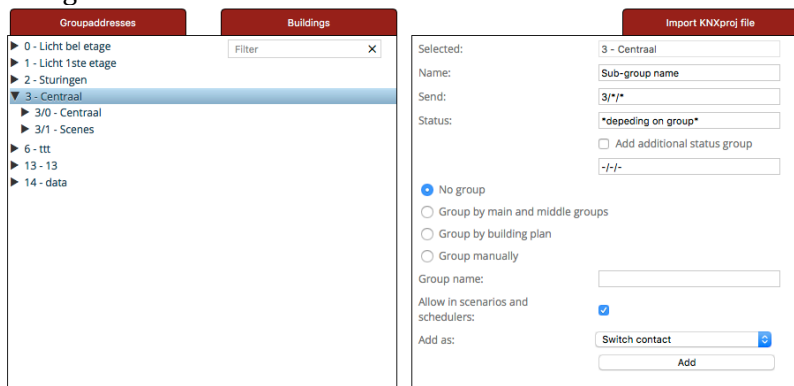 Groupaddresses
Buildings
Import KNXproj file
▶ 0 - Licht bel etage
Filter
X
▶ 1 - Licht 1ste etage
▶ 2 - Sturingen
▼ 3 - Centraal
▶ 3/0 - Centraal
▶ 3/1 - Scenes
▶ 6 - ttt
▶ 13 - 13
▶ 14 - data
Selected:
3 - Centraal
Name:
Sub-group name
Send:
3/*/*
Status:
*depeding on group*
Add additional status group
-/-/-
No group
Group by main and middle groups
Group by building plan
Group manually
Group name:
Allow in scenarios and
schedulers:
Add as:
Switch contact
Add